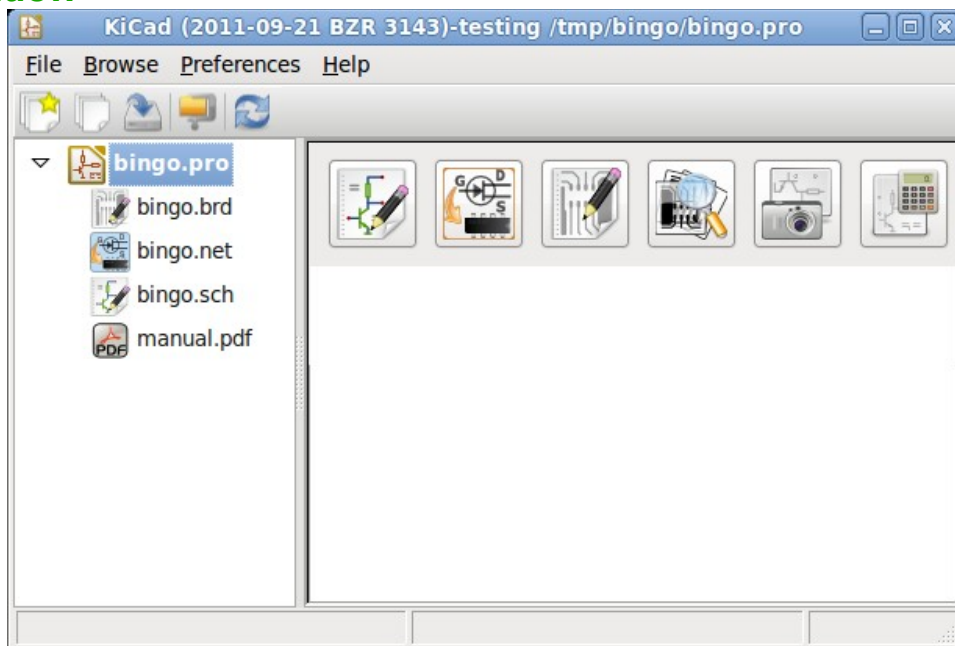 KiCad (2011-09-21 BZR 3143)-testing /tmp/bingo/bingo.pro
File Browse Preferences Help
bingo.pro
bingo.brd
bingo.net
bingo.sch
manual.pdf
PDF
G D
S